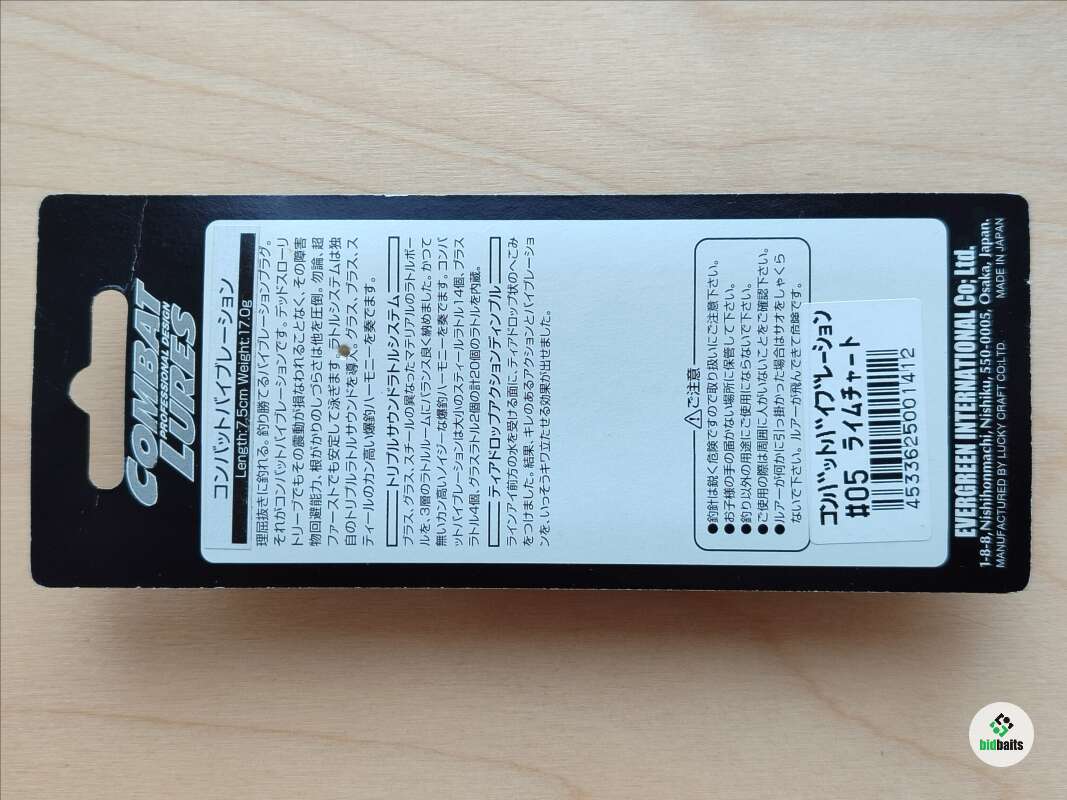 COMBAT
PROFESSIONAL DESIGN
LURES
コンバットバイブレーション
Length:7.5cm Weight:17.0g
理屈抜きに釣れる。釣り勝てるバイブレーションプラグ。
それがコンバットバイブレーションです。デッドスローリ
トリーブでもその震動が損なわれることなく、その障害
物回避能力、根がかりのしづらさは他を圧倒。勿論、超
ファーストでも安定して泳ぎます。ラトルシステムは独
自のトリプルラトルサウンドを導入。グラス、ブラス、ス
ティールのカン高い爆釣ハーモニーを奏でます。
トリプルサウンドラトルシステム
ブラス、グラス、スチールの異なったマテリアルのラトルボー
ルを、3層のラトルルームにバランス良く納めました。かつて
無いカン高いノイジーな爆釣ハーモニーを奏でます。コンバ
ットバイブレーションは大小のスティールラトル14個、ブラス
ラトル4個、グラスラトル2個の計20個のラトルを内蔵。
ティアドロップアクションディンプル
ラインアイ前方の水を受ける面に、ティアドロップ状のへこみ
をつけました。結果、キレのあるアクションとバイブレーショ
ンを、いっそうキワ立たせる効果が出せました。
⚠ご注意
●釣針は鋭く危険ですので取り扱いにご注意下さい。
●お子様の手の届かない場所に保管して下さい。
●釣り以外の用途にご使用にならないで下さい。
●ご使用の際は周囲に人がいないことをご確認下さい。
●ルアーが何かに引っ掛かった場合はサオをしゃくら
ないで下さい。ルアーが飛んできて危険です。
コンバットバイブレーション
#05 ライムチャート
4533625001412
EVERGREEN INTERNATIONAL Co; Ltd.
1-8-8, Nishihonmachi, Nishiku, 550-0005, Osaka, Japan.
MANUFACTURED BY LUCKY CRAFT CO.LTD. MADE IN JAPAN
bidbaits